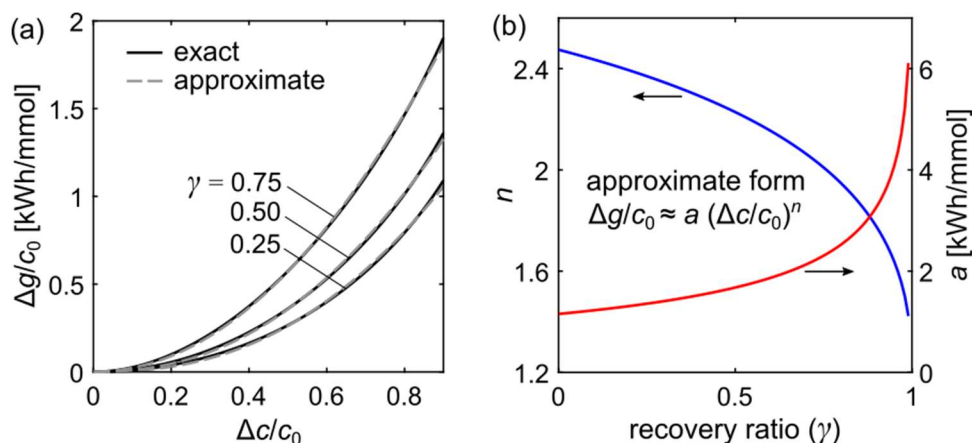 (a)
2
1.5
1
0.5
0
Δg/c₀ [kWh/mmol]
exact
approximate
γ = 0.75
0.50
0.25
0 0.2 0.4 0.6 0.8
Δc/c₀
(b)
2.4
2
1.6
1.2
n
approximate form
Δg/c₀ ≈ a (Δc/c₀)ⁿ
6
4
2
0
a [kWh/mmol]
0 0.5 1
recovery ratio (γ)